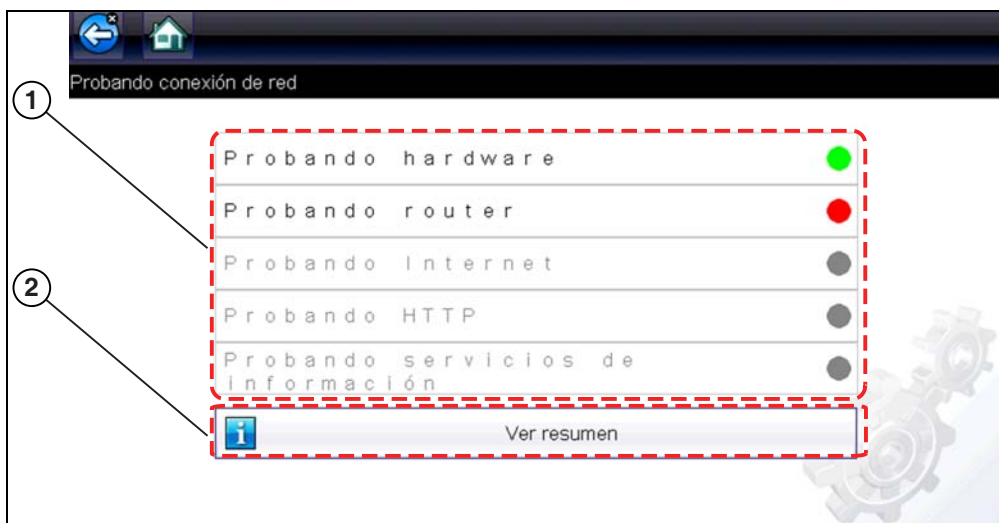 Probando conexión de red
1
Probando hardware
Probando router
Probando Internet
2
Probando HTTP
Probando servicios de
información
Ver resumen